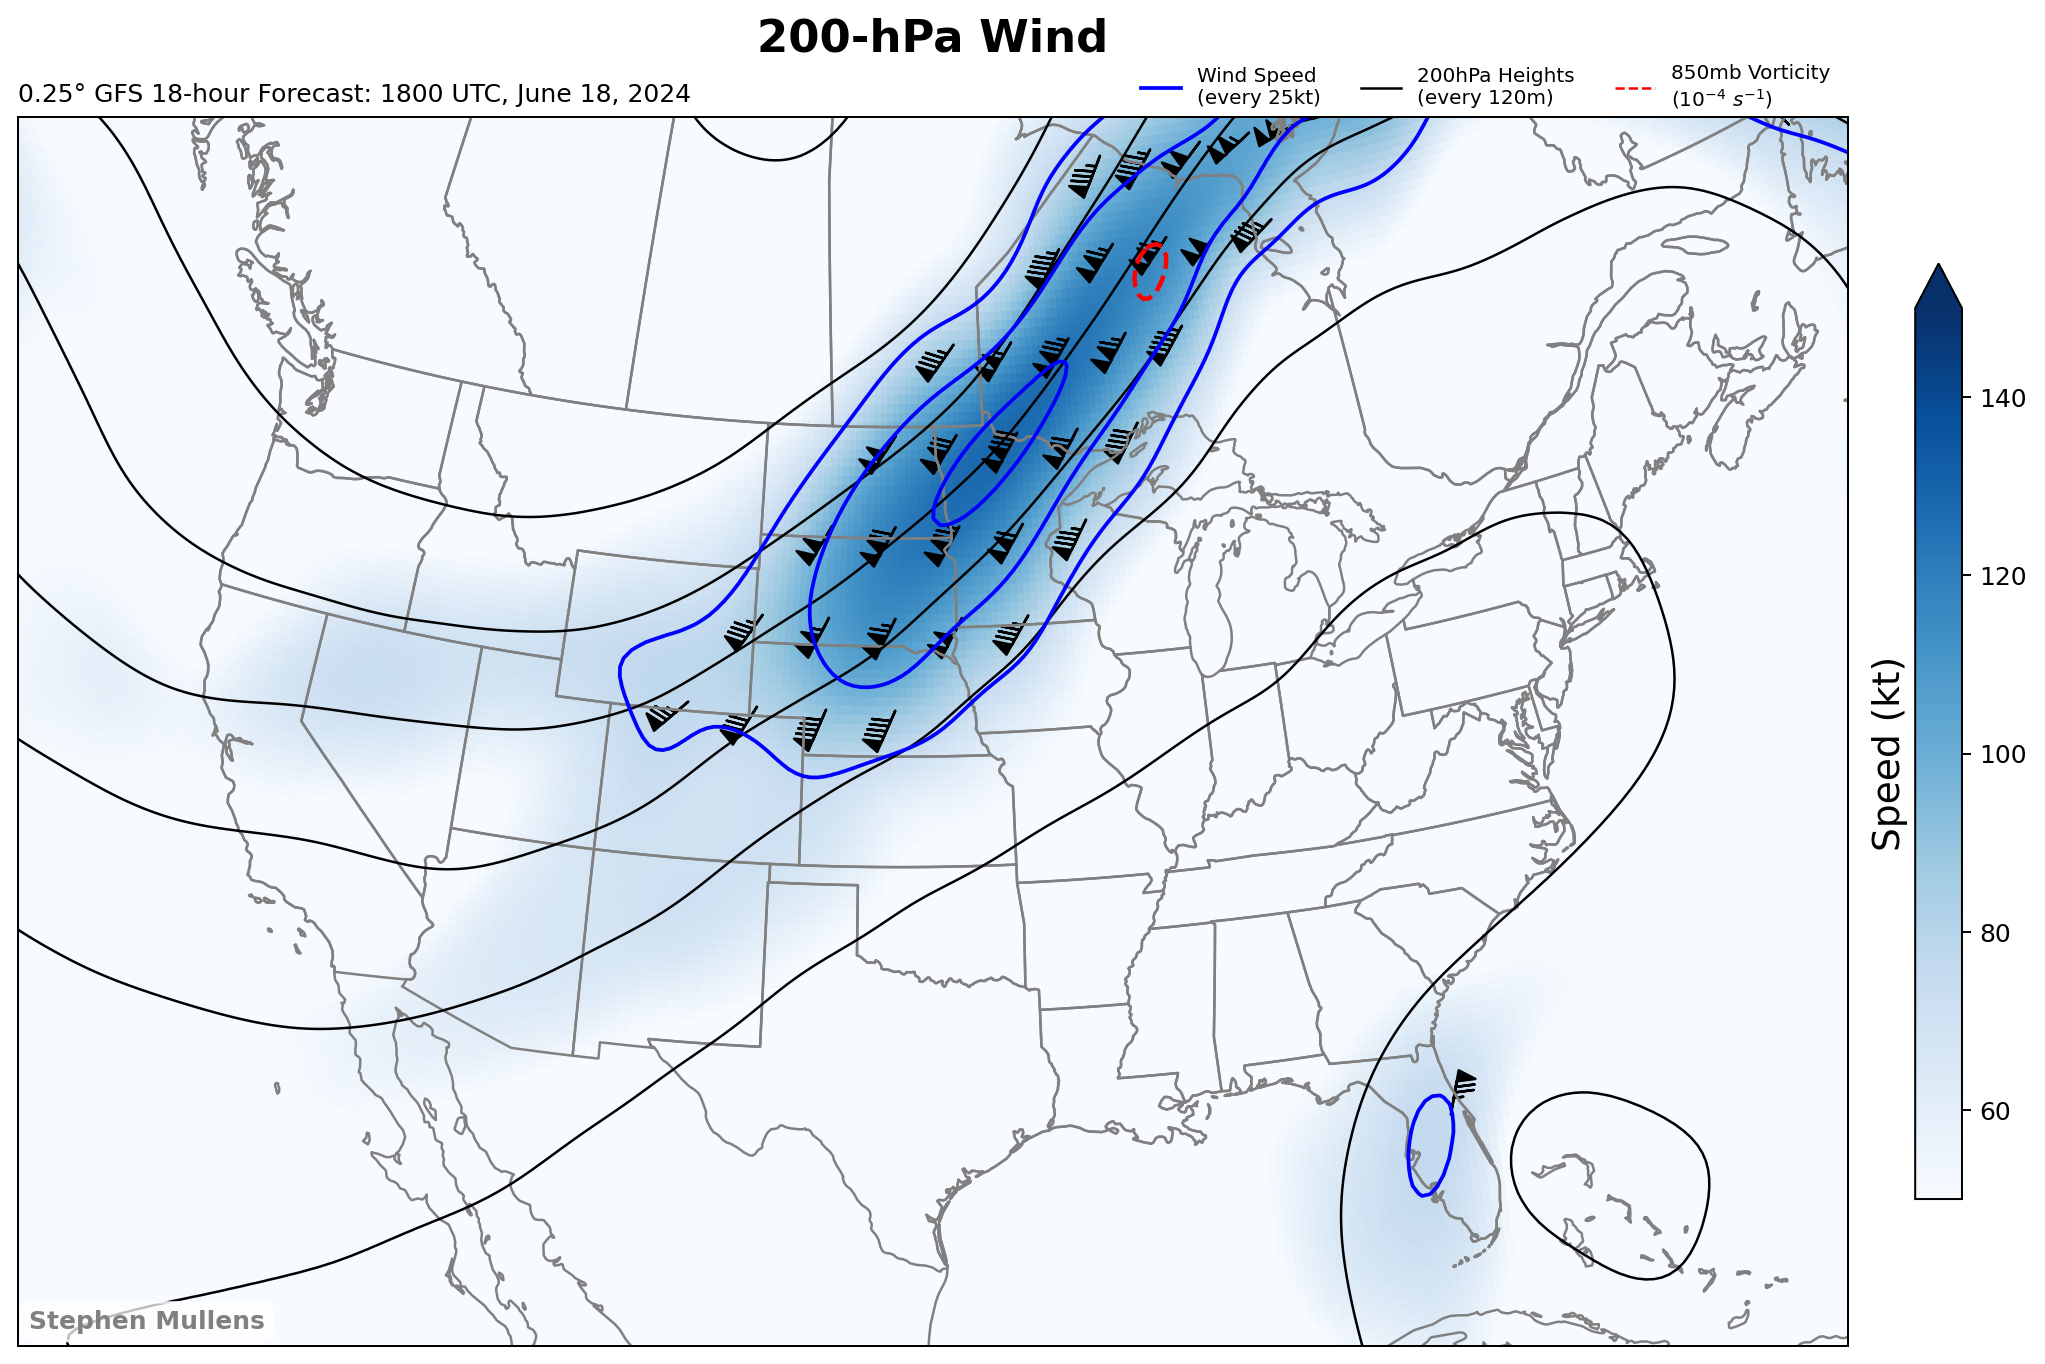 200-hPa Wind
0.25° GFS 18-hour Forecast: 1800 UTC, June 18, 2024
Wind Speed
(every 25kt)
200hPa Heights
(every 120m)
850mb Vorticity
(10⁻⁴ s⁻¹)
140
120
100
80
60
Speed (kt)
Stephen Mullens